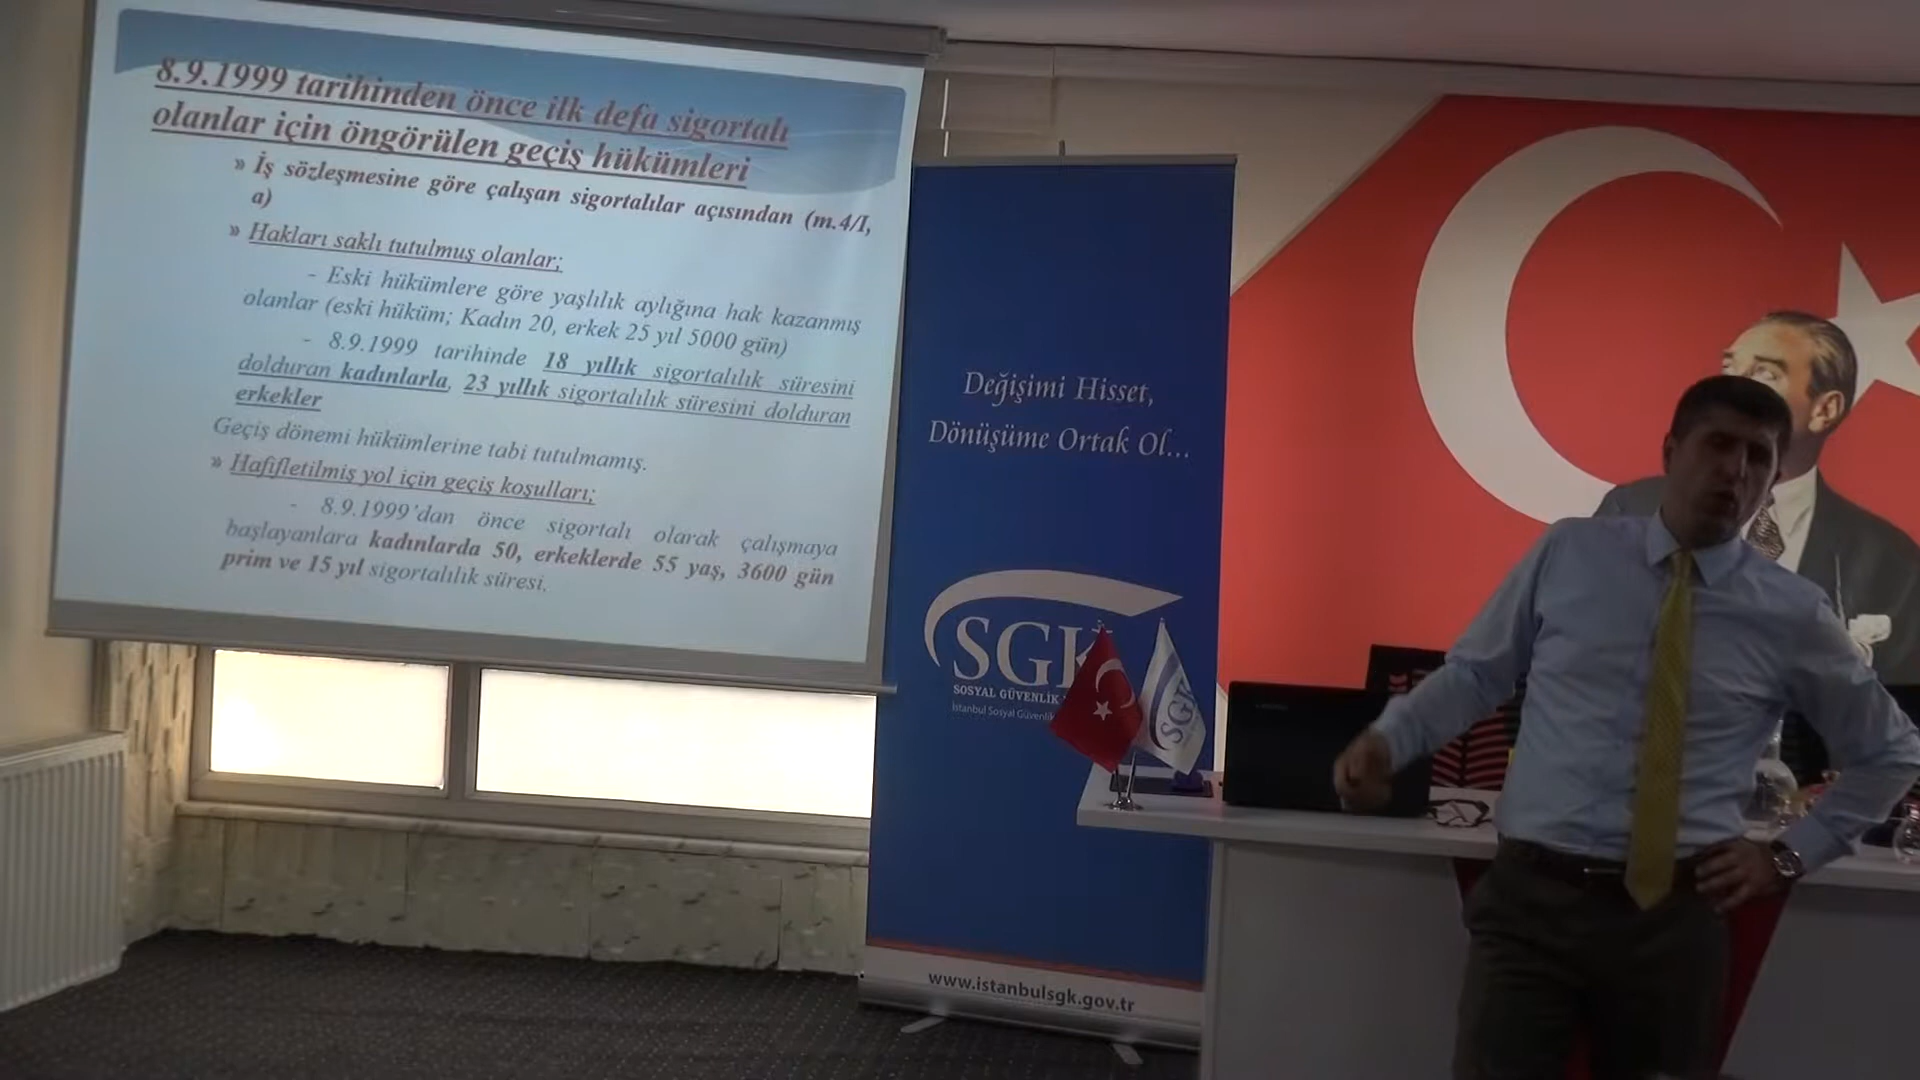 8.9.1999 tarihinden önce ilk defa sigortalı
olanlar için öngörülen geçiş hükümleri
» İş sözleşmesine göre çalışan sigortalılar açısından (m.4/I,
a)
» Hakları saklı tutulmuş olanlar;
- Eski hükümlere göre yaşlılık aylığına hak kazanmış
olanlar (eski hüküm; Kadın 20, erkek 25 yıl 5000 gün)
- 8.9.1999 tarihinde 18 yıllık sigortalılık süresini
dolduran kadınlarla, 23 yıllık sigortalılık süresini dolduran
erkekler
Geçiş dönemi hükümlerine tabi tutulmamış.
» Hafifletilmiş yol için geçiş koşulları;
- 8.9.1999'dan önce sigortalı olarak çalışmaya
başlayanlara kadınlarda 50, erkeklerde 55 yaş, 3600 gün
prim ve 15 yıl sigortalılık süresi.
Değişimi Hisset,
Dönüşüme Ortak Ol...
SGK
SOSYAL GÜVENLİK
İstanbul Sosyal Güvenlik
SGK
www.istanbulsgk.gov.tr